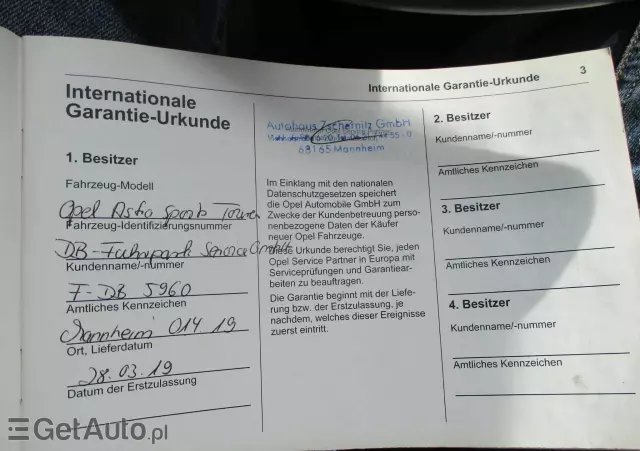 Internationale Garantie-Urkunde 3
Internationale
Garantie-Urkunde
1. Besitzer
Opel Astra Sports Tourer
Fahrzeug-Modell
DB-Fuhrpark Service GmbH
Fahrzeug-Identifizierungsnummer
F-DB 5960
Kundenname/-nummer
Mannheim 014.19
Amtliches Kennzeichen
28.03.19
Ort, Lieferdatum
Datum der Erstzulassung
Autohaus Zschernitz GmbH
68165 Mannheim
Im Einklang mit den nationalen
Datenschutzgesetzen speichert
die Opel Automobile GmbH zum
Zwecke der Kundenbetreuung perso-
nenbezogene Daten der Käufer
neuer Opel Fahrzeuge.
Diese Urkunde berechtigt Sie, jeden
Opel Service Partner in Europa mit
Serviceprüfungen und Garantiear-
beiten zu beauftragen.
Die Garantie beginnt mit der Liefe-
rung bzw. der Erstzulassung, je
nachdem, welches dieser Ereignisse
zuerst eintritt.
2. Besitzer
Kundenname/-nummer
Amtliches Kennzeichen
3. Besitzer
Kundenname/-nummer
Amtliches Kennzeichen
4. Besitzer
Kundenname/-nummer
Amtliches Kennzeichen
GetAuto.pl